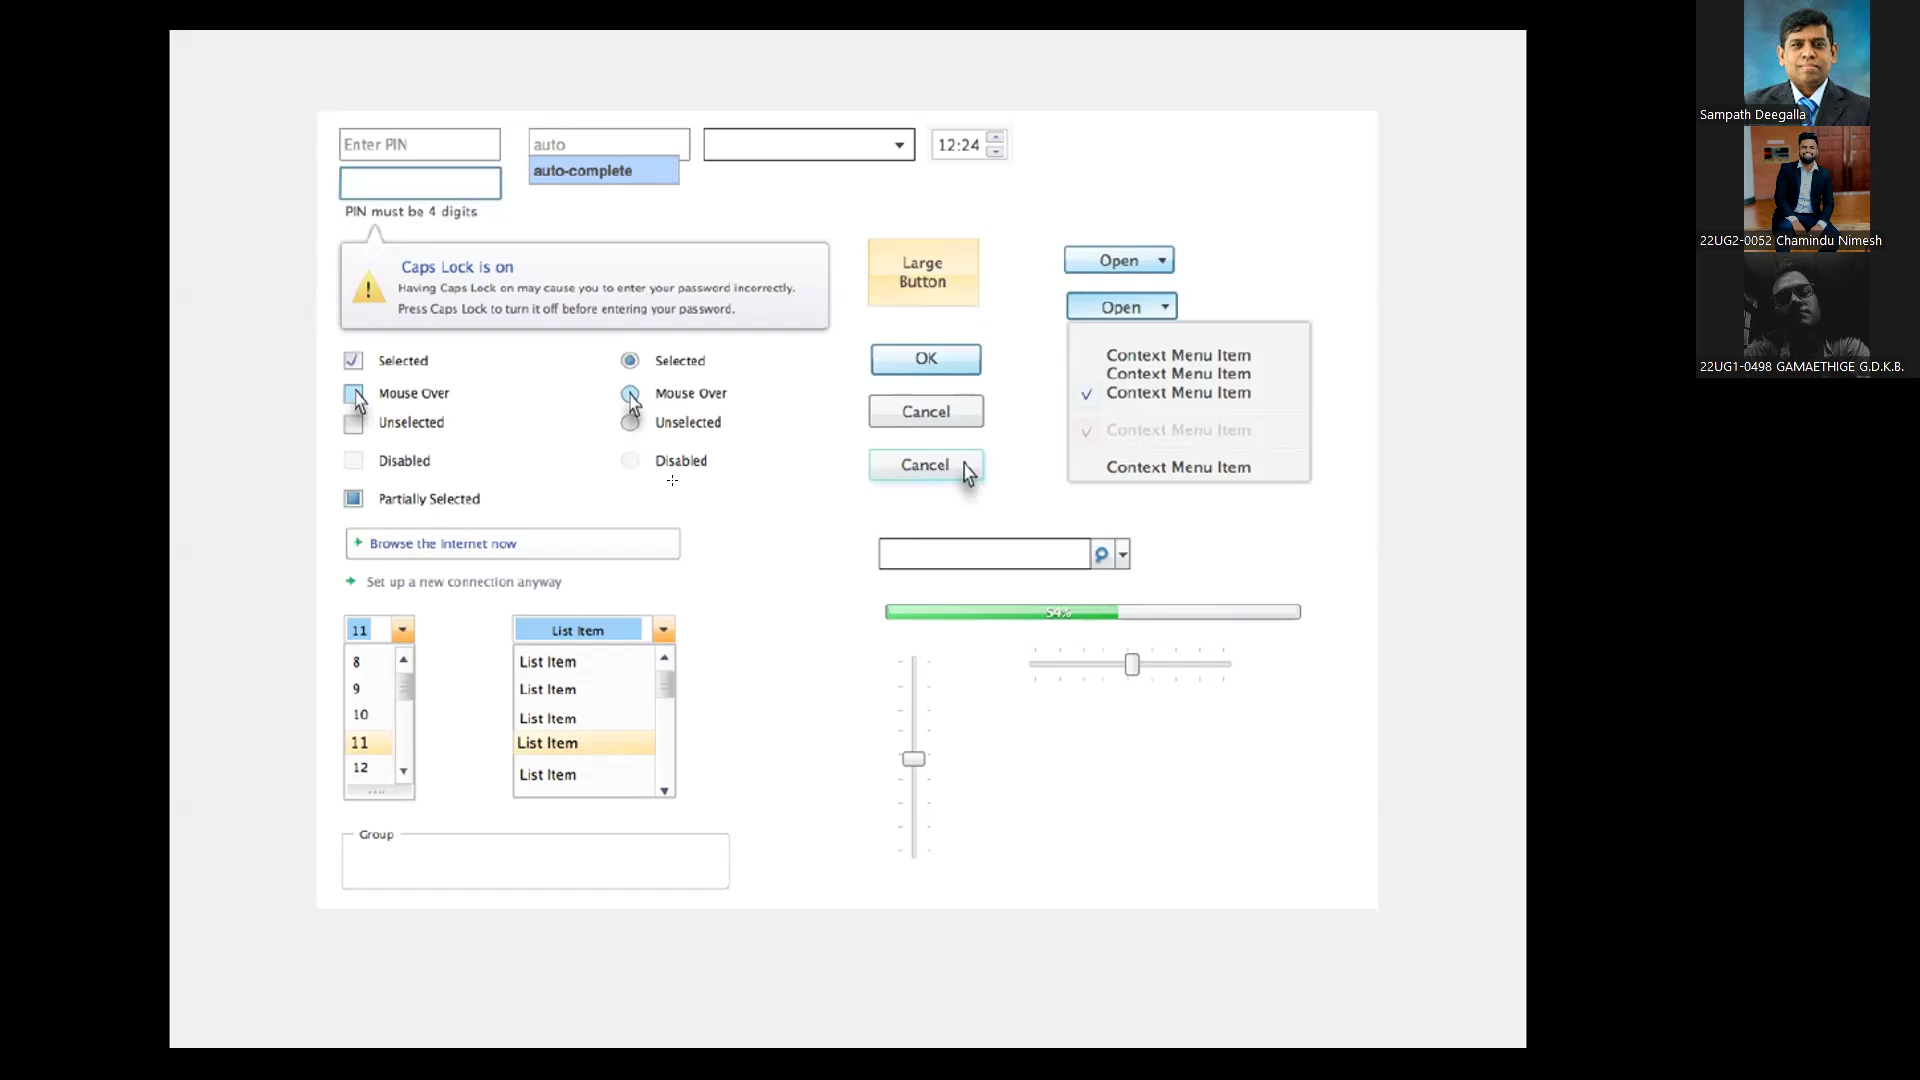 Enter PIN
auto
auto-complete
12:24
PIN must be 4 digits
Caps Lock is on
Having Caps Lock on may cause you to enter your password incorrectly.
Press Caps Lock to turn it off before entering your password.
Large
Button
Open
Open
Context Menu Item
Context Menu Item
Context Menu Item
Context Menu Item
Context Menu Item
Selected
Mouse Over
Unselected
Disabled
Partially Selected
Selected
Mouse Over
Unselected
Disabled
OK
Cancel
Cancel
Browse the Internet now
Set up a new connection anyway
54%
11
8
9
10
11
12
List Item
List Item
List Item
List Item
List Item
List Item
Group
Sampath Deegalla
22UG2-0052 Chamindu Nimesh
22UG1-0498 GAMAETHIGE G.D.K.B.